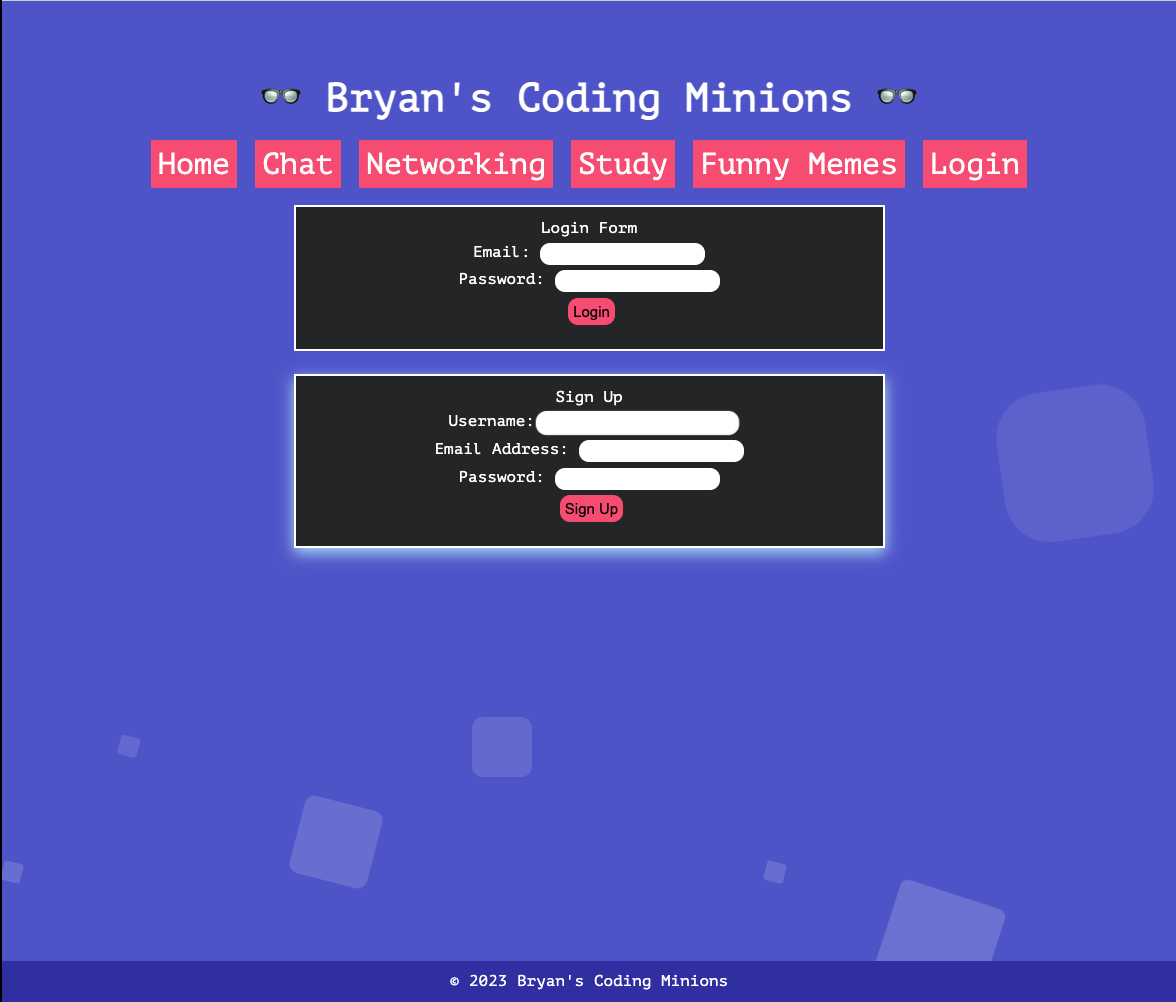 👓 Bryan's Coding Minions 👓
Home Chat Networking Study Funny Memes Login
Login Form
Email:
Password:
Login
Sign Up
Username:
Email Address:
Password:
Sign Up
© 2023 Bryan's Coding Minions